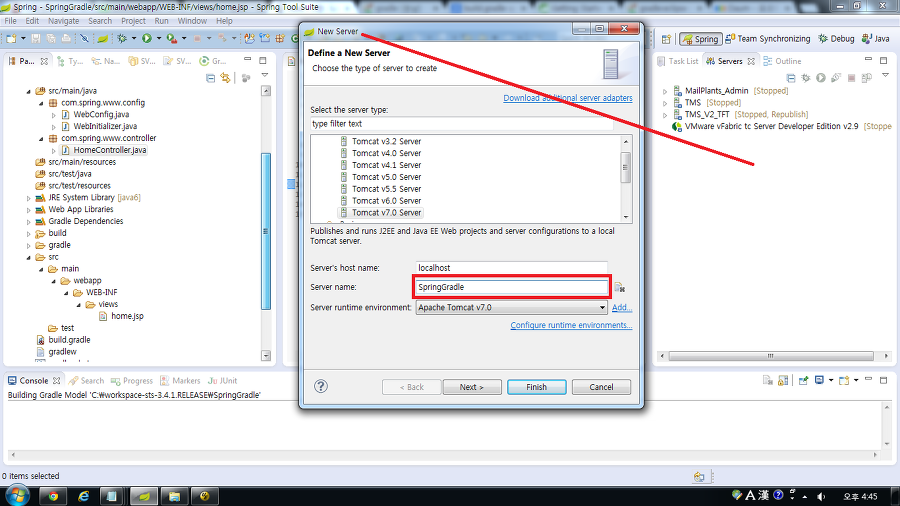 Spring - SpringGradle/src/main/webapp/WEB-INF/views/home.jsp - Spring Tool Suite
File Edit Navigate Search Project Run Window Help
Spring Team Synchronizing Debug Java
Pa... Ty... Na... SV... SV... Gr...
src/main/java
com.spring.www.config
WebConfig.java
WebInitializer.java
com.spring.www.controller
HomeController.java
src/main/resources
src/test/java
src/test/resources
JRE System Library [java6]
Web App Libraries
Gradle Dependencies
build
gradle
src
main
webapp
WEB-INF
views
home.jsp
test
build.gradle
gradlew
New Server
Define a New Server
Choose the type of server to create
Download additional server adapters
Select the server type:
type filter text
Tomcat v3.2 Server
Tomcat v4.0 Server
Tomcat v4.1 Server
Tomcat v5.0 Server
Tomcat v5.5 Server
Tomcat v6.0 Server
Tomcat v7.0 Server
Publishes and runs J2EE and Java EE Web projects and server configurations to a local
Tomcat server.
Server's host name: localhost
Server name: SpringGradle
Server runtime environment: Apache Tomcat v7.0 Add...
Configure runtime environments...
? < Back Next > Finish Cancel
Task List Servers Outline
MailPlants_Admin [Stopped]
TMS [Stopped]
TMS_V2_TFT [Stopped, Republish]
VMware vFabric tc Server Developer Edition v2.9 [Stoppe
Console Search Progress Markers JUnit
Building Gradle Model 'C:₩workspace-sts-3.4.1.RELEASE₩SpringGradle'
0 items selected
A 漢 ? 오후 4:45